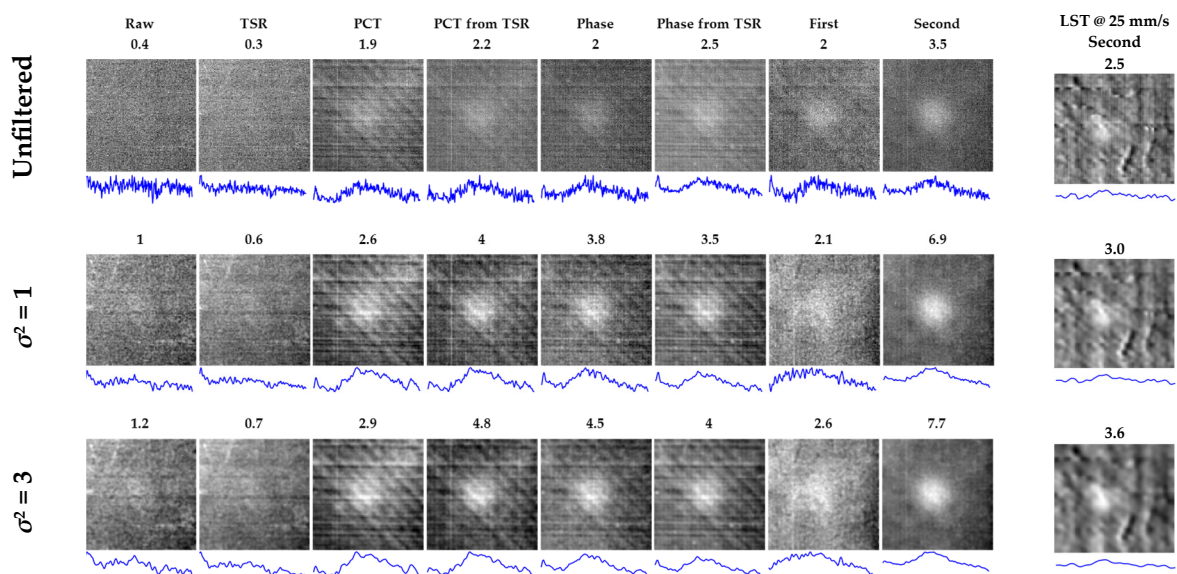 Raw TSR PCT PCT from TSR Phase Phase from TSR First Second LST @ 25 mm/s
Second
0.4 0.3 1.9 2.2 2 2.5 2 3.5 2.5
Unfiltered
1 0.6 2.6 4 3.8 3.5 2.1 6.9 3.0
σ² = 1
1.2 0.7 2.9 4.8 4.5 4 2.6 7.7 3.6
σ² = 3